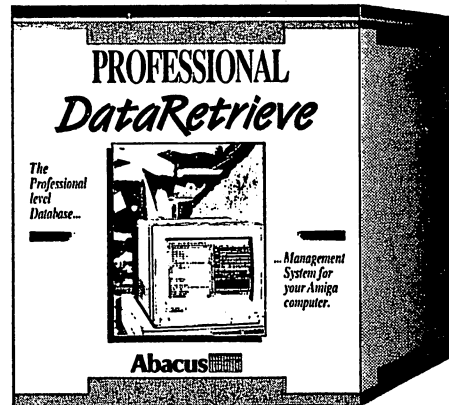 PROFESSIONAL
DataRetrieve
The
Professional
level
Database...
...Management
System for
your Amiga
computer.
Abacus